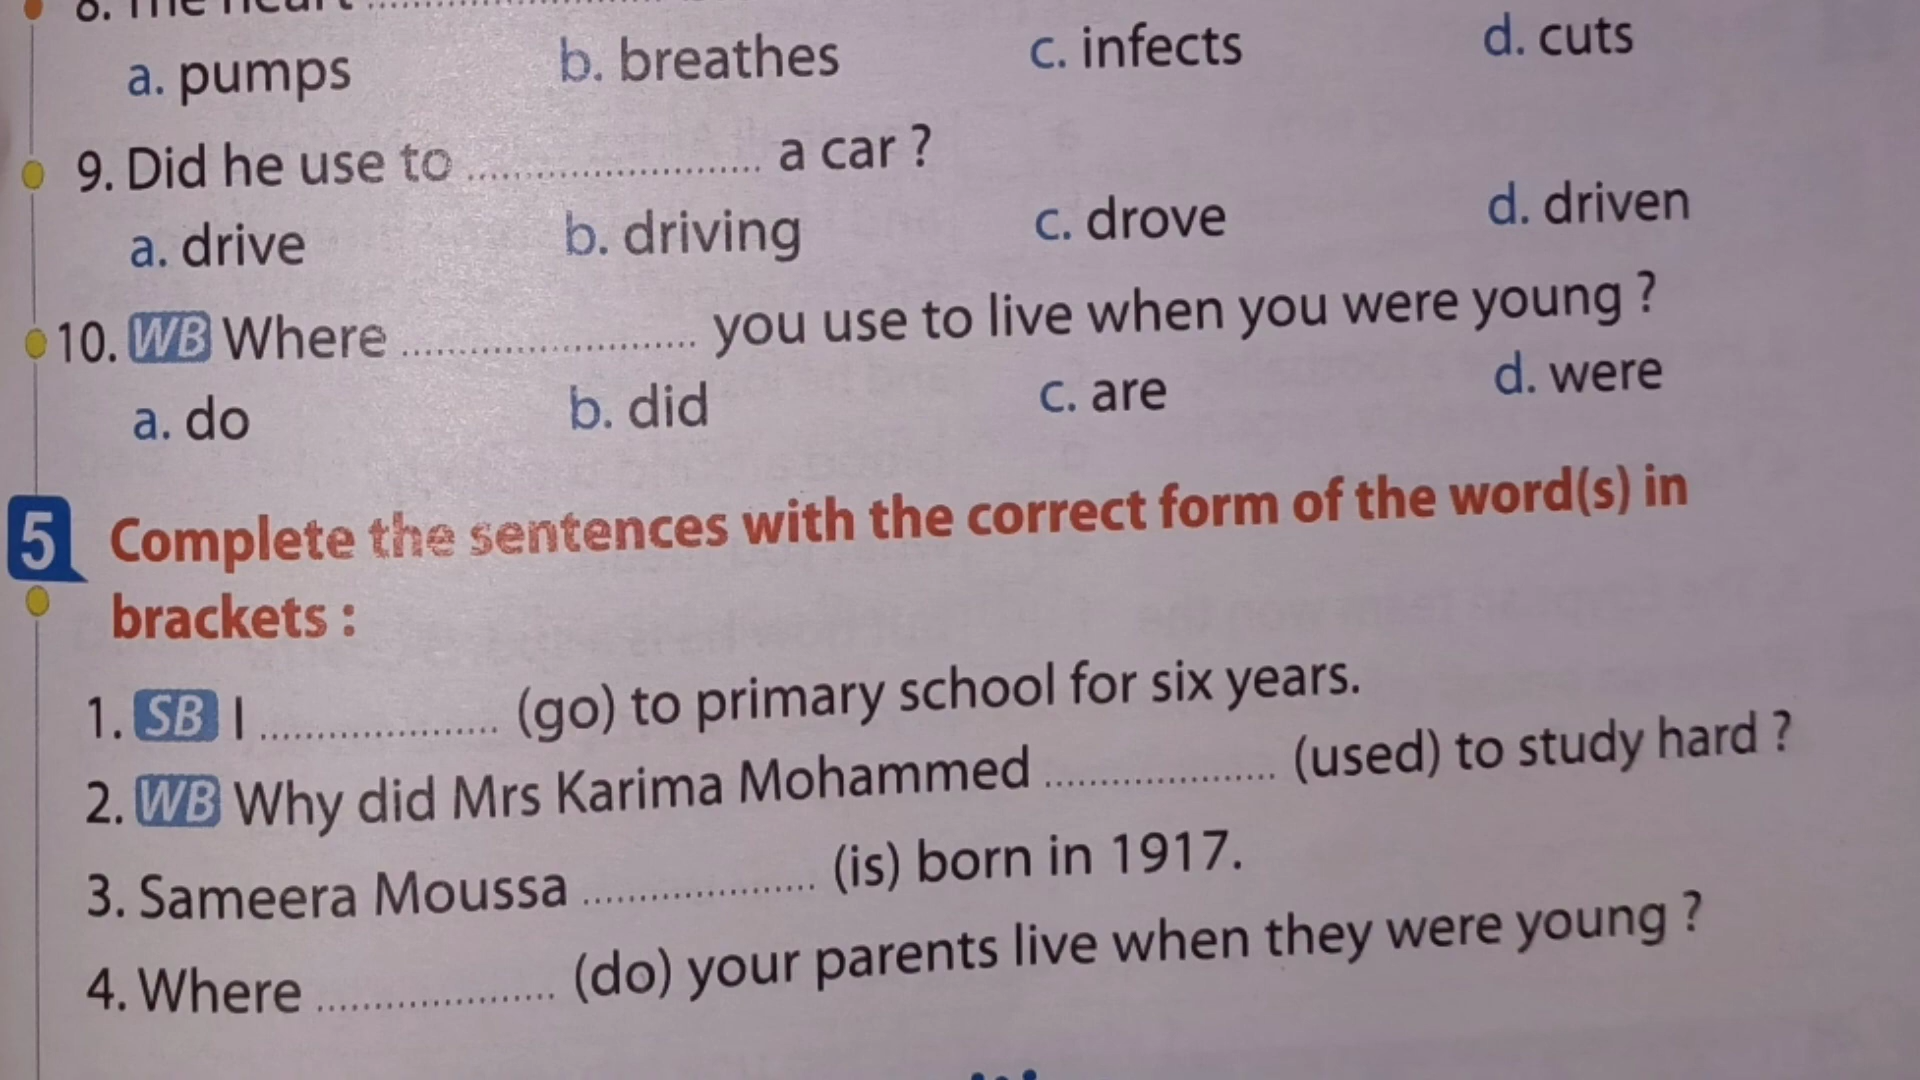 8. The heart ....................
a. pumps b. breathes c. infects d. cuts
9. Did he use to .................... a car ?
a. drive b. driving c. drove d. driven
10. WB Where .................... you use to live when you were young ?
a. do b. did c. are d. were
5 Complete the sentences with the correct form of the word(s) in
brackets :
1. SB I .................... (go) to primary school for six years.
2. WB Why did Mrs Karima Mohammed .................... (used) to study hard ?
3. Sameera Moussa .................... (is) born in 1917.
4. Where .................... (do) your parents live when they were young ?